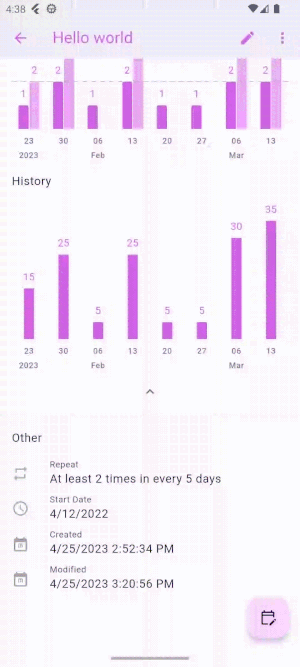 4:38
Hello world
2 2 2 2 2
1 1 1 1
23 30 06 13 20 27 06 13
2023 Feb Mar
History
35
30
25 25
15
5 5 5
23 30 06 13 20 27 06 13
2023 Feb Mar
Other
Repeat
At least 2 times in every 5 days
Start Date
4/12/2022
Created
4/25/2023 2:52:34 PM
Modified
4/25/2023 3:20:56 PM